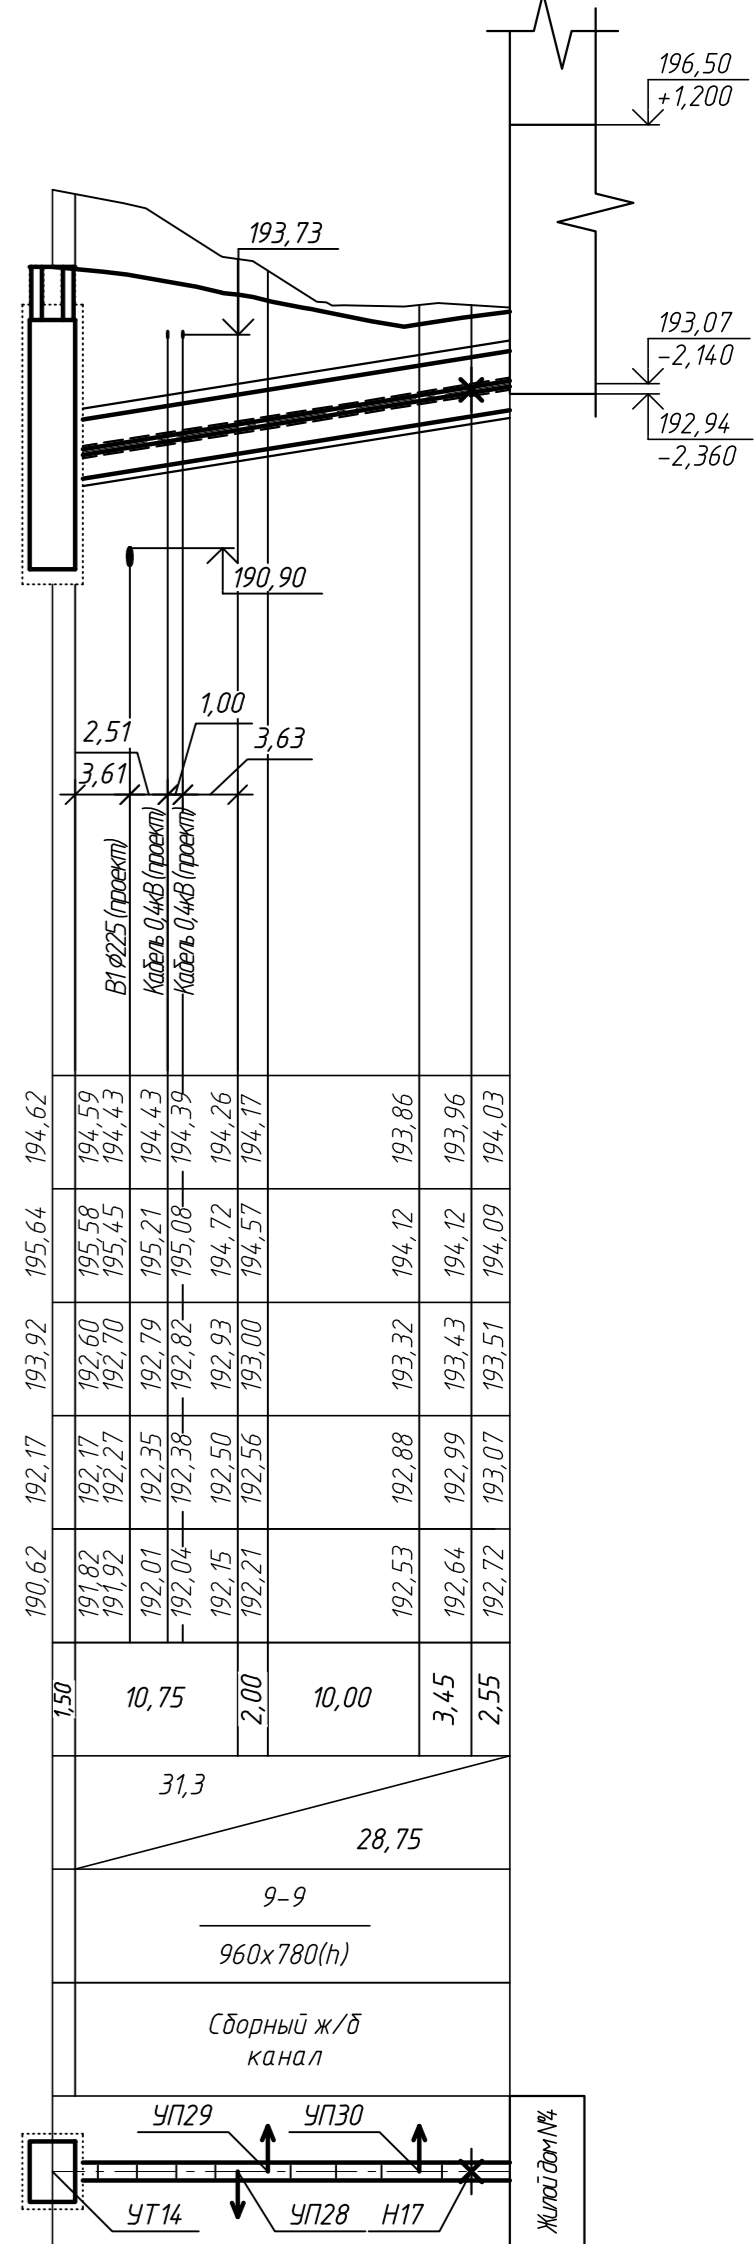 196,50
+1,200
193,73
193,07
-2,140
192,94
-2,360
190,90
1,00
2,51
3,63
3,61
В1 ⌀225 (проект)
Кабель 0,4кВ (проект)
Кабель 0,4кВ (проект)
194,62 194,59 194,43 194,43 194,39 194,26 194,17 193,86 193,96 194,03
195,64 195,58 195,45 195,21 195,08 194,72 194,57 194,12 194,12 194,09
193,92 192,60 192,70 192,79 192,82 192,93 193,00 193,32 193,43 193,51
192,17 192,17 192,27 192,35 192,38 192,50 192,56 192,88 192,99 193,07
190,62 191,82 191,92 192,01 192,04 192,15 192,21 192,53 192,64 192,72
1,50 10,75 2,00 10,00 3,45 2,55
31,3
28,75
9-9
960х780(h)
Сборный ж/б
канал
УП29 УП30
УТ14 УП28 Н17
Жилой дом №4